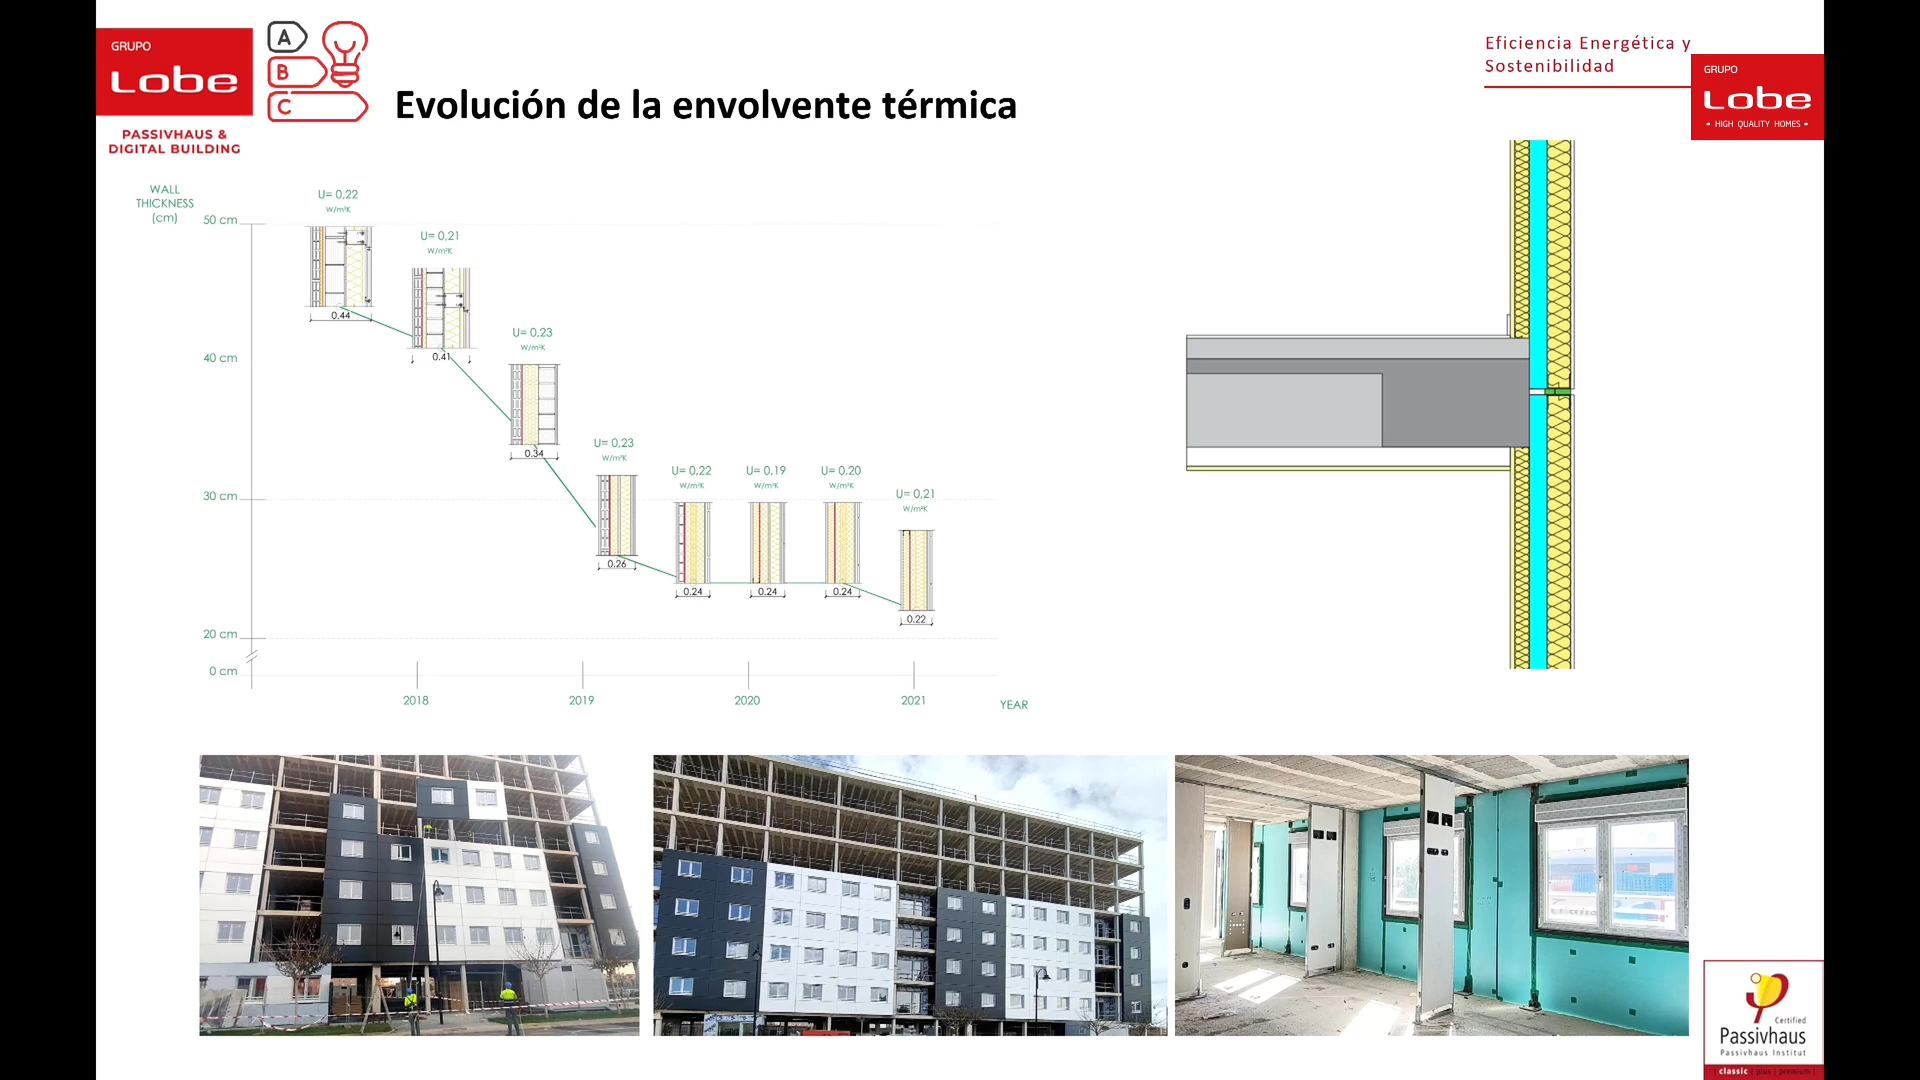 GRUPO
Lobe
PASSIVHAUS &
DIGITAL BUILDING
A
B
C
Evolución de la envolvente térmica
Eficiencia Energética y
Sostenibilidad
GRUPO
Lobe
• HIGH QUALITY HOMES •
WALL
THICKNESS
(cm)
50 cm
40 cm
30 cm
20 cm
0 cm
U= 0,22
W/m²K
0.44
U= 0,21
W/m²K
0.41
U= 0,23
W/m²K
0.34
U= 0,23
W/m²K
0.26
U= 0,22
W/m²K
0.24
U= 0,19
W/m²K
0.24
U= 0,20
W/m²K
0.24
U= 0,21
W/m²K
0.22
2018
2019
2020
2021
YEAR
Certified
Passivhaus
Passivhaus Institut
| classic | plus | premium |